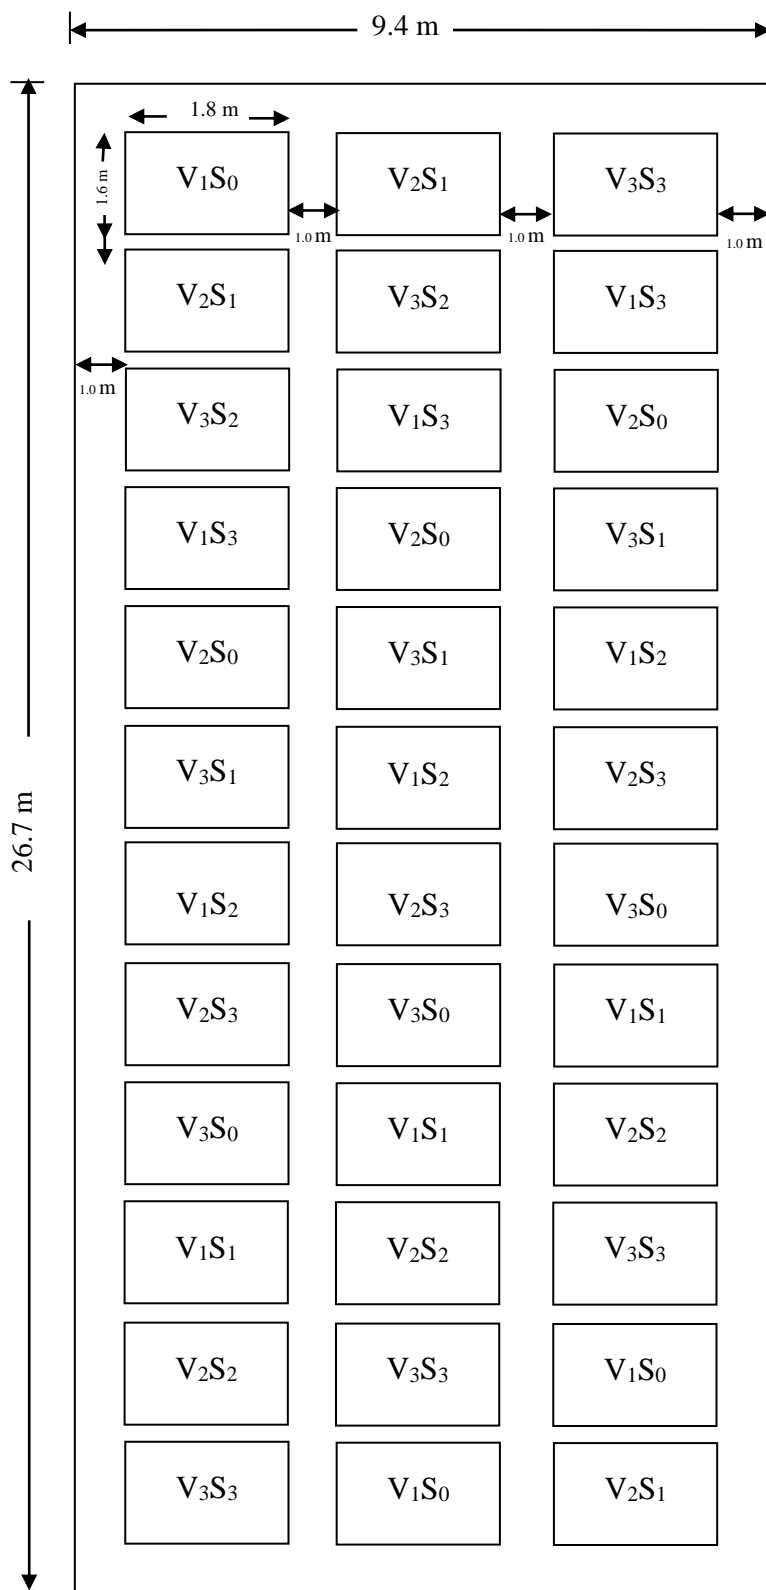 9.4 m
1.8 m
1.6 m
V₁S₀ V₂S₁ V₃S₃
1.0 m 1.0 m 1.0 m
V₂S₁ V₃S₂ V₁S₃
1.0 m
V₃S₂ V₁S₃ V₂S₀
V₁S₃ V₂S₀ V₃S₁
V₂S₀ V₃S₁ V₁S₂
V₃S₁ V₁S₂ V₂S₃
26.7 m
V₁S₂ V₂S₃ V₃S₀
V₂S₃ V₃S₀ V₁S₁
V₃S₀ V₁S₁ V₂S₂
V₁S₁ V₂S₂ V₃S₃
V₂S₂ V₃S₃ V₁S₀
V₃S₃ V₁S₀ V₂S₁